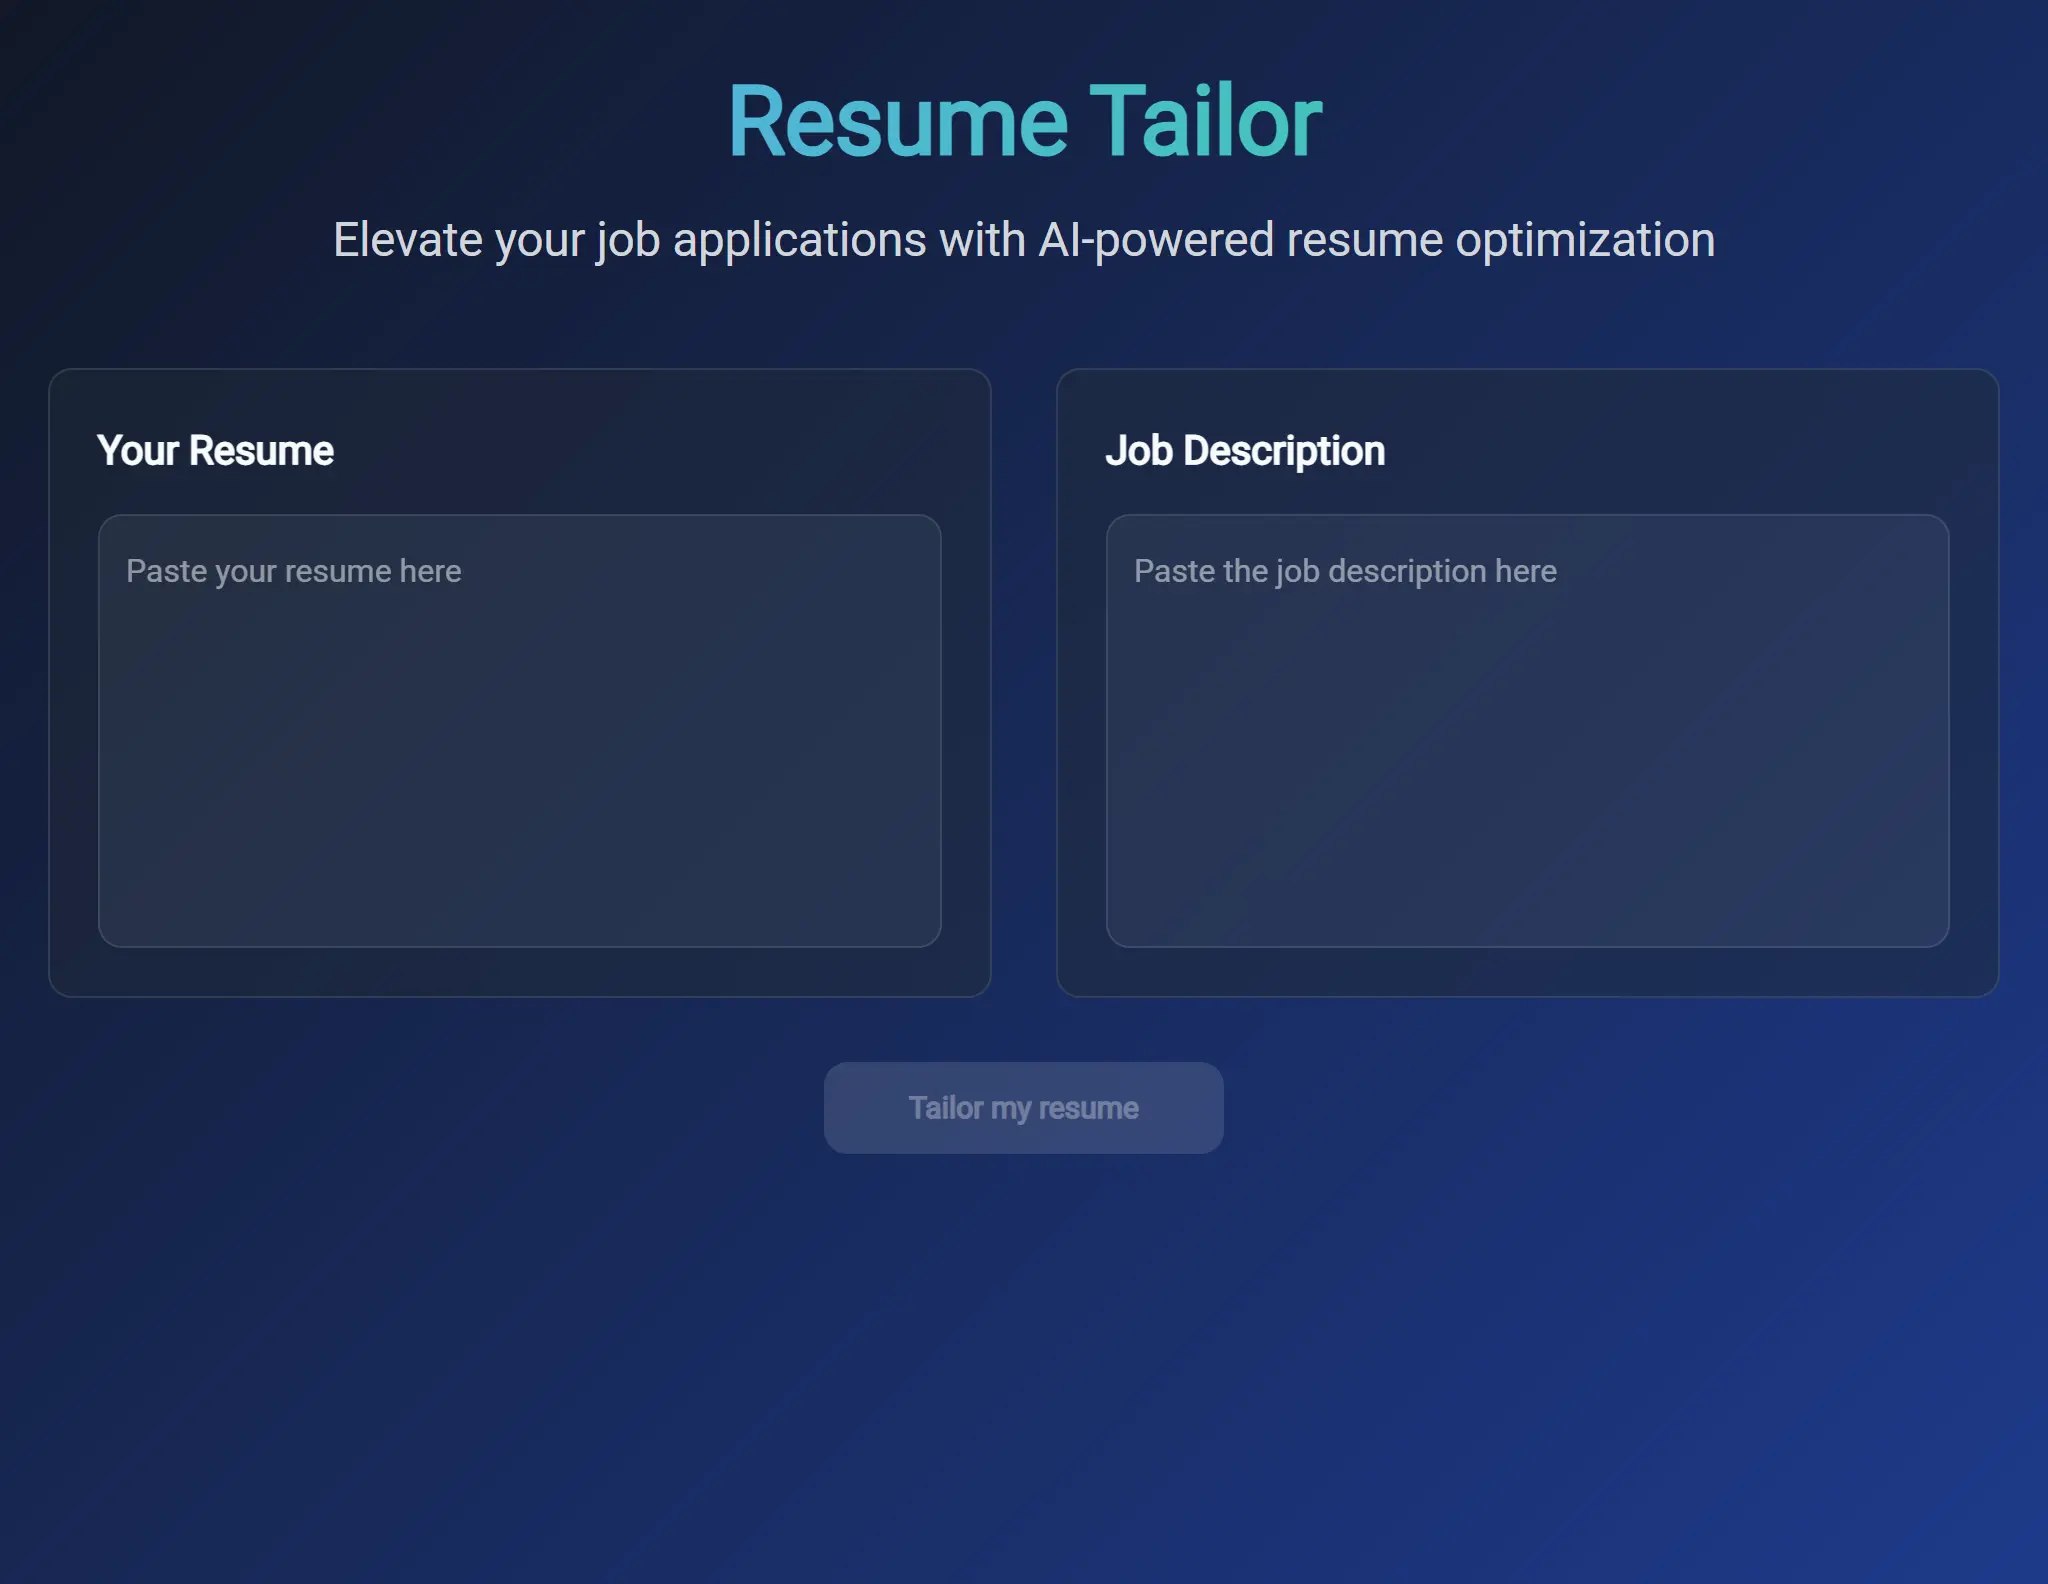 Resume Tailor
Elevate your job applications with AI-powered resume optimization
Your Resume
Paste your resume here
Job Description
Paste the job description here
Tailor my resume